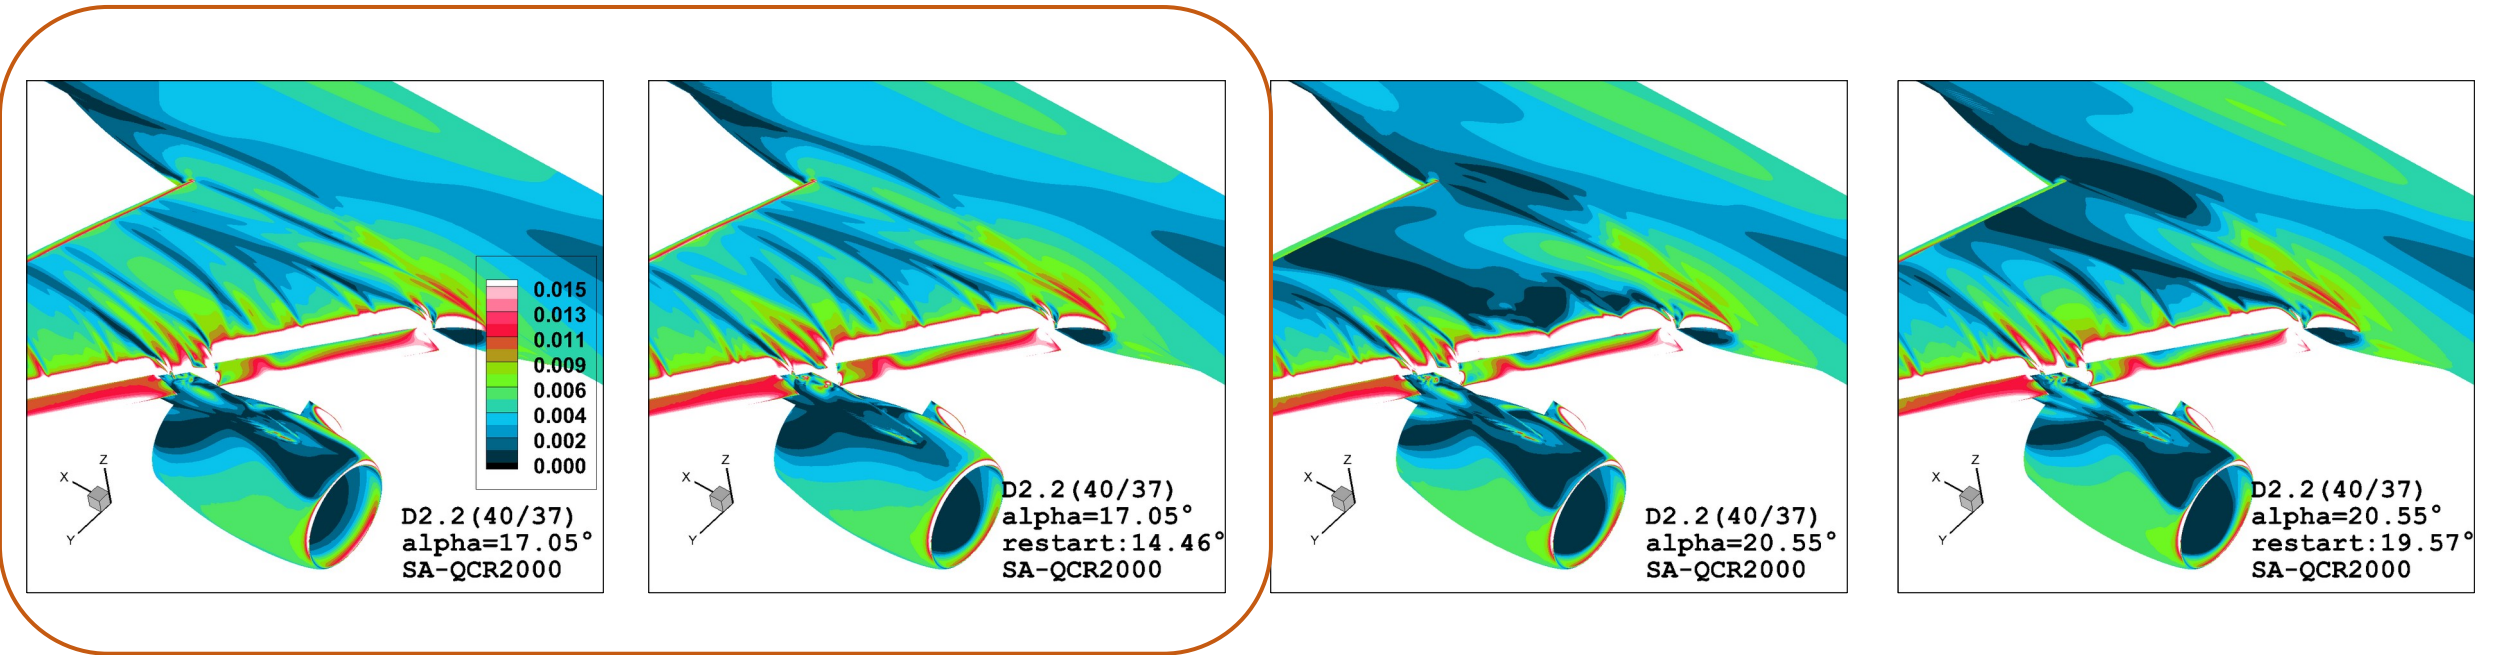 0.015
0.013
0.011
0.009
0.006
0.004
0.002
0.000
X
Z
Y
D2.2(40/37)
alpha=17.05°
SA-QCR2000
X
Z
Y
D2.2(40/37)
alpha=17.05°
restart:14.46°
SA-QCR2000
X
Z
Y
D2.2(40/37)
alpha=20.55°
SA-QCR2000
X
Z
Y
D2.2(40/37)
alpha=20.55°
restart:19.57°
SA-QCR2000